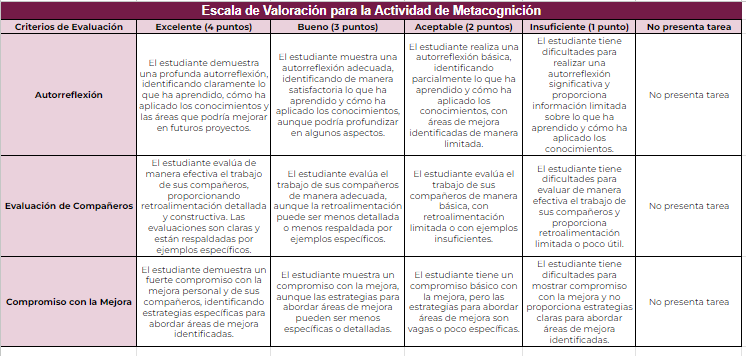 Escala de Valoración para la Actividad de Metacognición
Criterios de Evaluación
Excelente (4 puntos)
Bueno (3 puntos)
Aceptable (2 puntos)
Insuficiente (1 punto)
No presenta tarea
Autorreflexión
El estudiante demuestra
una profunda autorreflexión,
identificando claramente lo
que ha aprendido, cómo ha
aplicado los conocimientos y
las áreas que podría mejorar
en futuros proyectos.
El estudiante muestra una
autorreflexión adecuada,
identificando de manera
satisfactoria lo que ha
aprendido y cómo ha
aplicado los conocimientos,
aunque podría profundizar
en algunos aspectos.
El estudiante realiza una
autorreflexión básica,
identificando
parcialmente lo que ha
aprendido y cómo ha
aplicado los
conocimientos, con
áreas de mejora
identificadas de manera
limitada.
El estudiante tiene
dificultades para
realizar una
autorreflexión
significativa y
proporciona
información limitada
sobre lo que ha
aprendido y cómo ha
aplicado los
conocimientos.
No presenta tarea
Evaluación de Compañeros
El estudiante evalúa de
manera efectiva el trabajo
de sus compañeros,
proporcionando
retroalimentación detallada
y constructiva. Las
evaluaciones son claras y
están respaldadas por
ejemplos específicos.
El estudiante evalúa el
trabajo de sus compañeros
de manera adecuada,
aunque la retroalimentación
puede ser menos detallada
o menos respaldada por
ejemplos específicos.
El estudiante evalúa el
trabajo de sus
compañeros de manera
básica, con
retroalimentación
limitada o con ejemplos
insuficientes.
El estudiante tiene
dificultades para
evaluar de manera
efectiva el trabajo de
sus compañeros y
proporciona
retroalimentación
limitada o poco útil.
No presenta tarea
Compromiso con la Mejora
El estudiante demuestra un
fuerte compromiso con la
mejora personal y de sus
compañeros, identificando
estrategias específicas para
abordar áreas de mejora
identificadas.
El estudiante muestra un
compromiso con la mejora,
aunque las estrategias para
abordar áreas de mejora
pueden ser menos
específicas o detalladas.
El estudiante tiene un
compromiso básico con
la mejora, pero las
estrategias para abordar
áreas de mejora son
vagas o poco específicas.
El estudiante tiene
dificultades para
mostrar compromiso
con la mejora y no
proporciona estrategias
claras para abordar
áreas de mejora
identificadas.
No presenta tarea